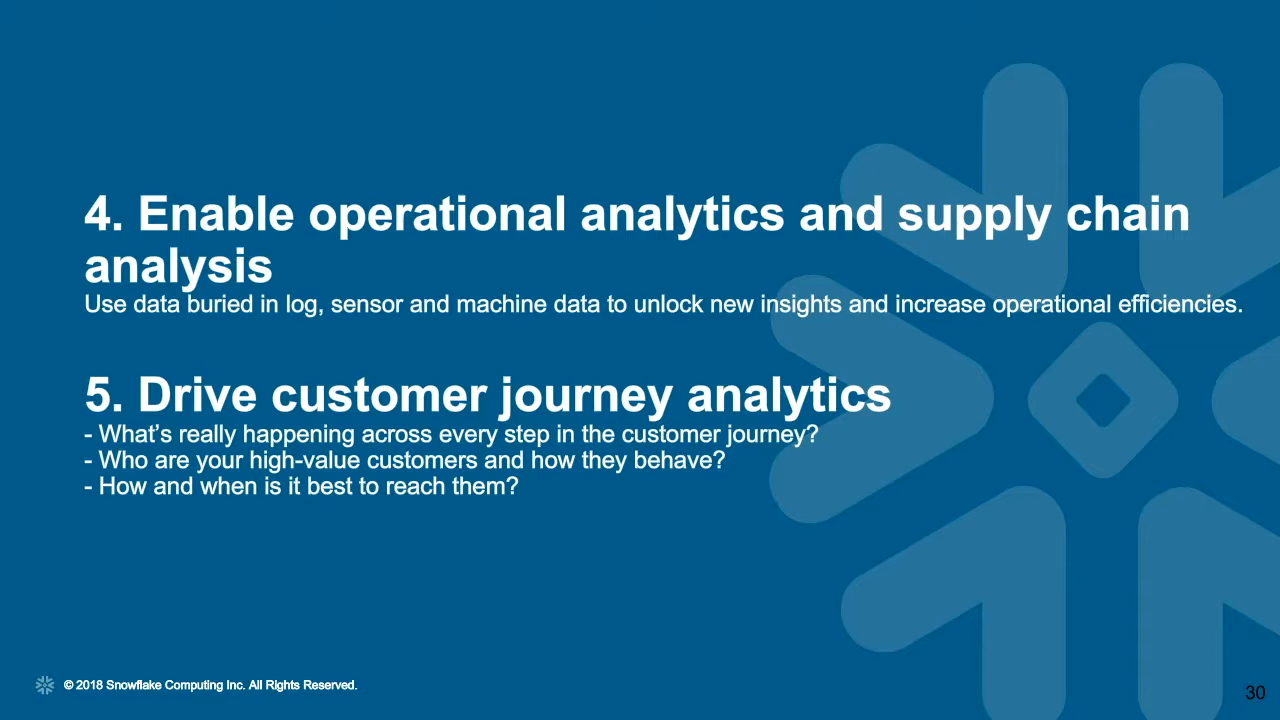 4. Enable operational analytics and supply chain
analysis
Use data buried in log, sensor and machine data to unlock new insights and increase operational efficiencies.
5. Drive customer journey analytics
- What’s really happening across every step in the customer journey?
- Who are your high-value customers and how they behave?
- How and when is it best to reach them?
© 2018 Snowflake Computing Inc. All Rights Reserved.
30